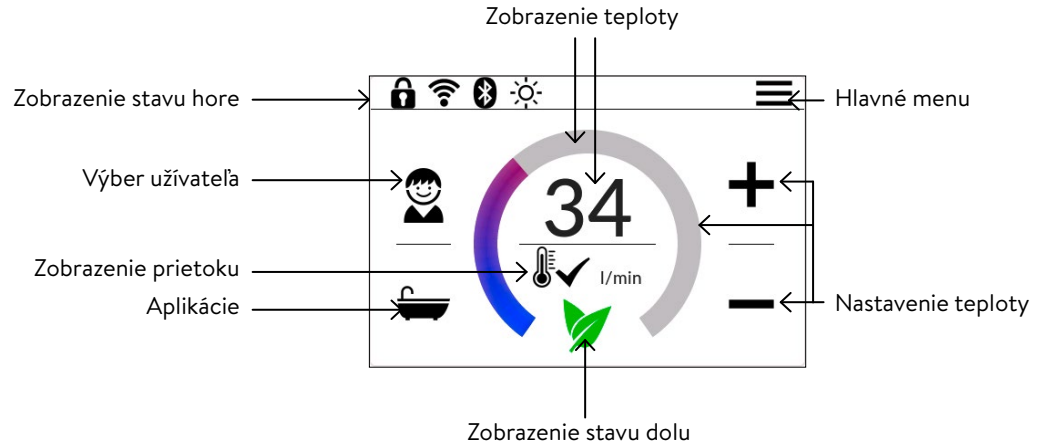 Zobrazenie teploty
Zobrazenie stavu hore
Hlavné menu
Výber užívateľa
34
Zobrazenie prietoku
l/min
Aplikácie
Nastavenie teploty
Zobrazenie stavu dolu